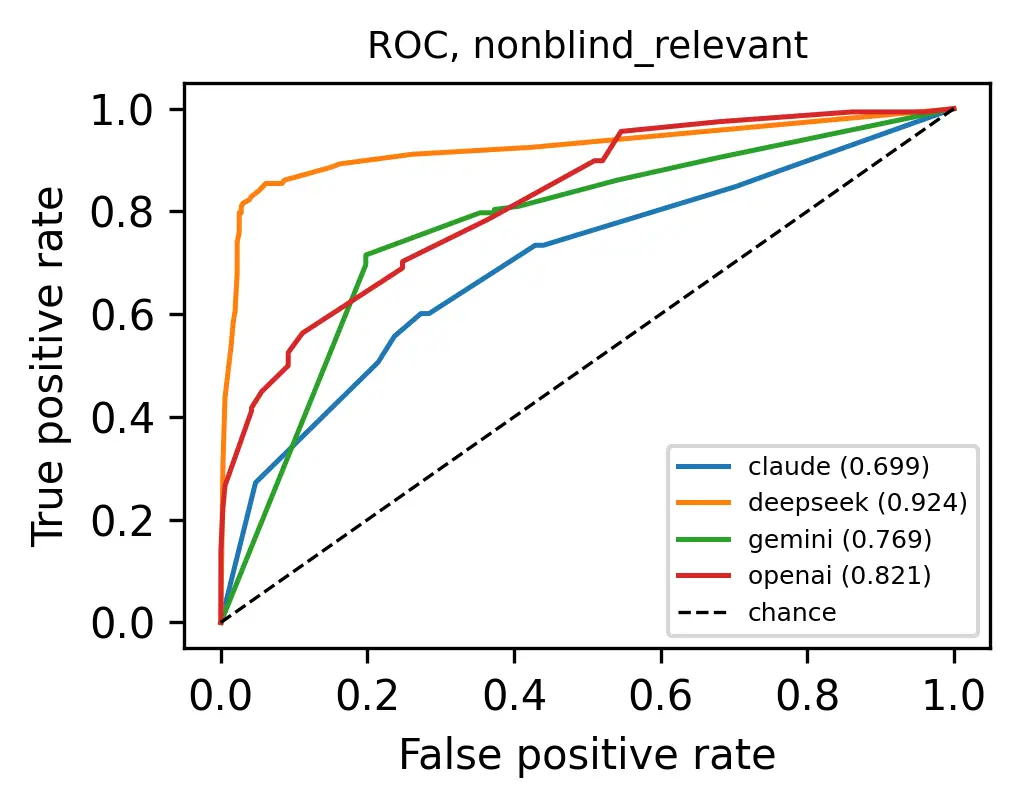 ROC, nonblind_relevant
True positive rate
1.0
0.8
0.6
0.4
0.2
0.0
claude (0.699)
deepseek (0.924)
gemini (0.769)
openai (0.821)
chance
0.0 0.2 0.4 0.6 0.8 1.0
False positive rate